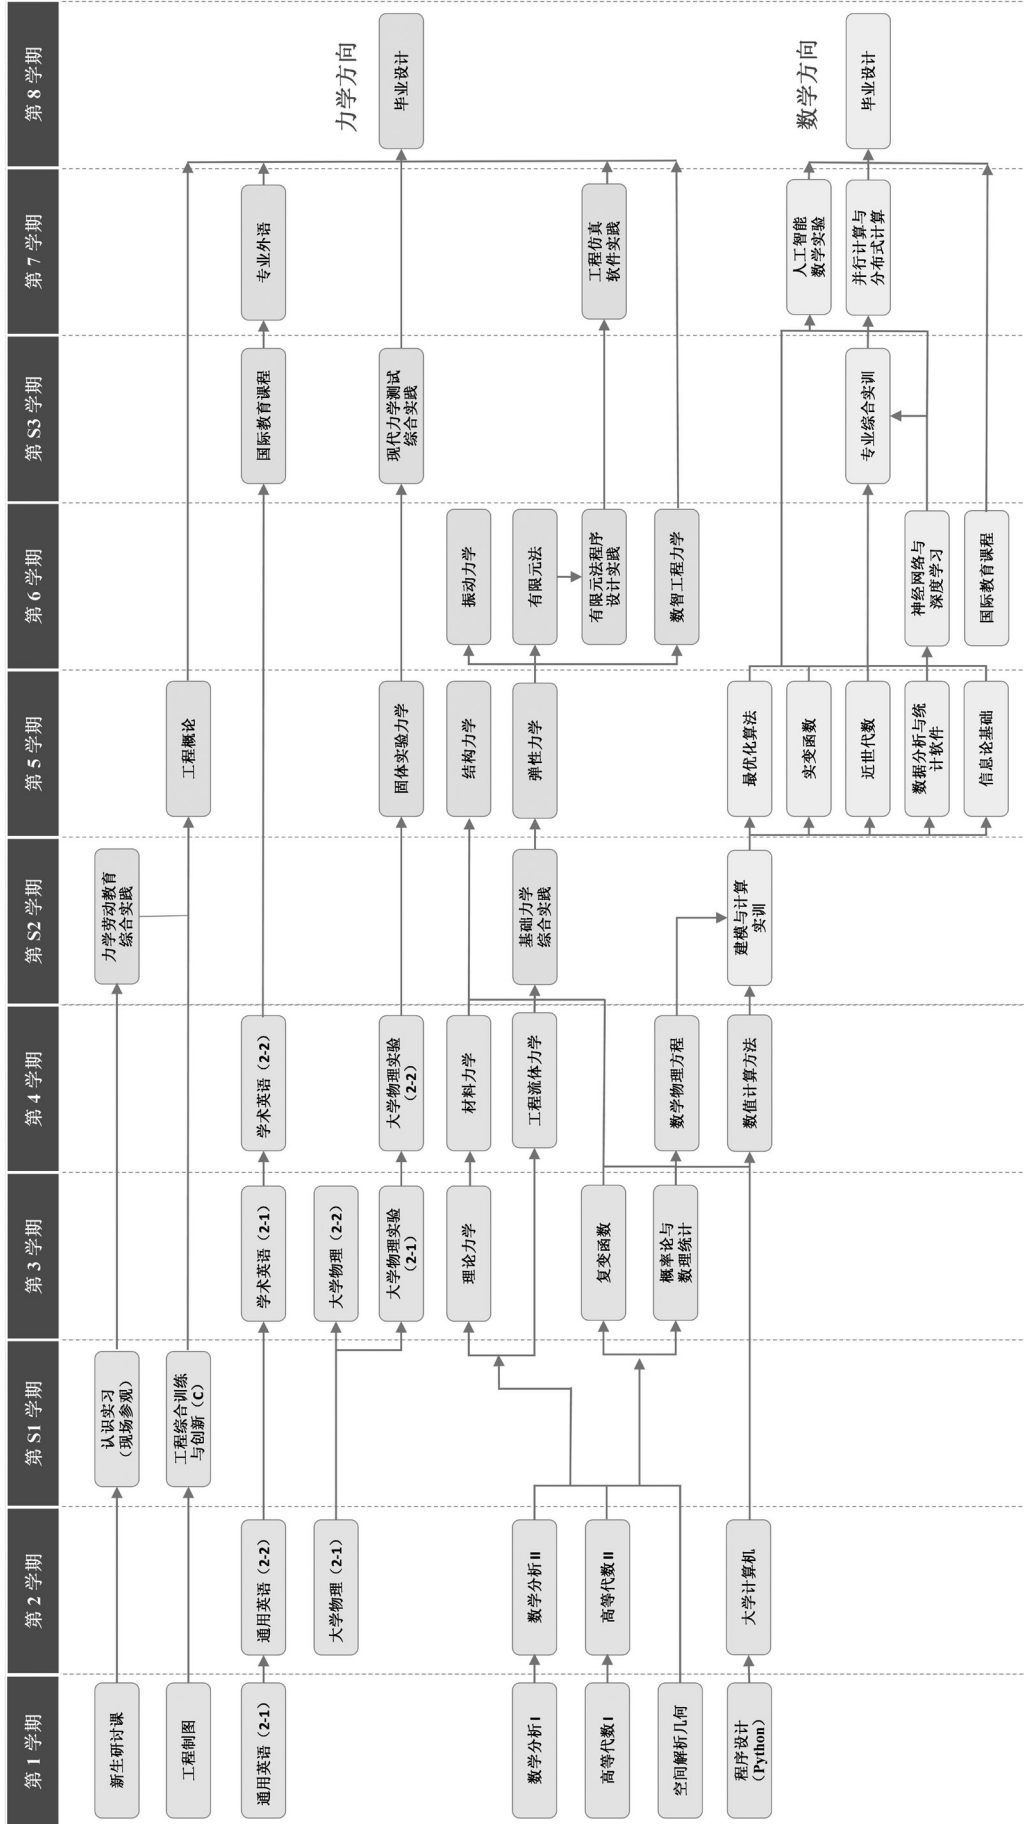 第 1 学期
第 2 学期
第 S1 学期
第 3 学期
第 4 学期
第 S2 学期
第 5 学期
第 6 学期
第 S3 学期
第 7 学期
第 8 学期
新生研讨课
认识实习
（现场参观）
力学劳动教育
综合实践
工程制图
工程综合训练
与创新（C）
工程概论
通用英语（2-1）
通用英语（2-2）
学术英语（2-1）
学术英语（2-2）
国际教育课程
专业外语
大学物理（2-1）
大学物理（2-2）
力学方向
大学物理实验
（2-1）
大学物理实验
（2-2）
固体实验力学
现代力学测试
综合实践
毕业设计
理论力学
材料力学
结构力学
振动力学
数学分析 I
数学分析 II
工程流体力学
基础力学
综合实践
弹性力学
有限元法
高等代数 I
高等代数 II
复变函数
有限元法程序
设计实践
工程仿真
软件实践
空间解析几何
概率论与
数理统计
数学物理方程
数智工程力学
程序设计
（Python）
大学计算机
数值计算方法
建模与计算
实训
最优化算法
实变函数
人工智能
数学实验
数学方向
近世代数
专业综合实训
并行计算与
分布式计算
毕业设计
数据分析与统
计软件
神经网络与
深度学习
信息论基础
国际教育课程